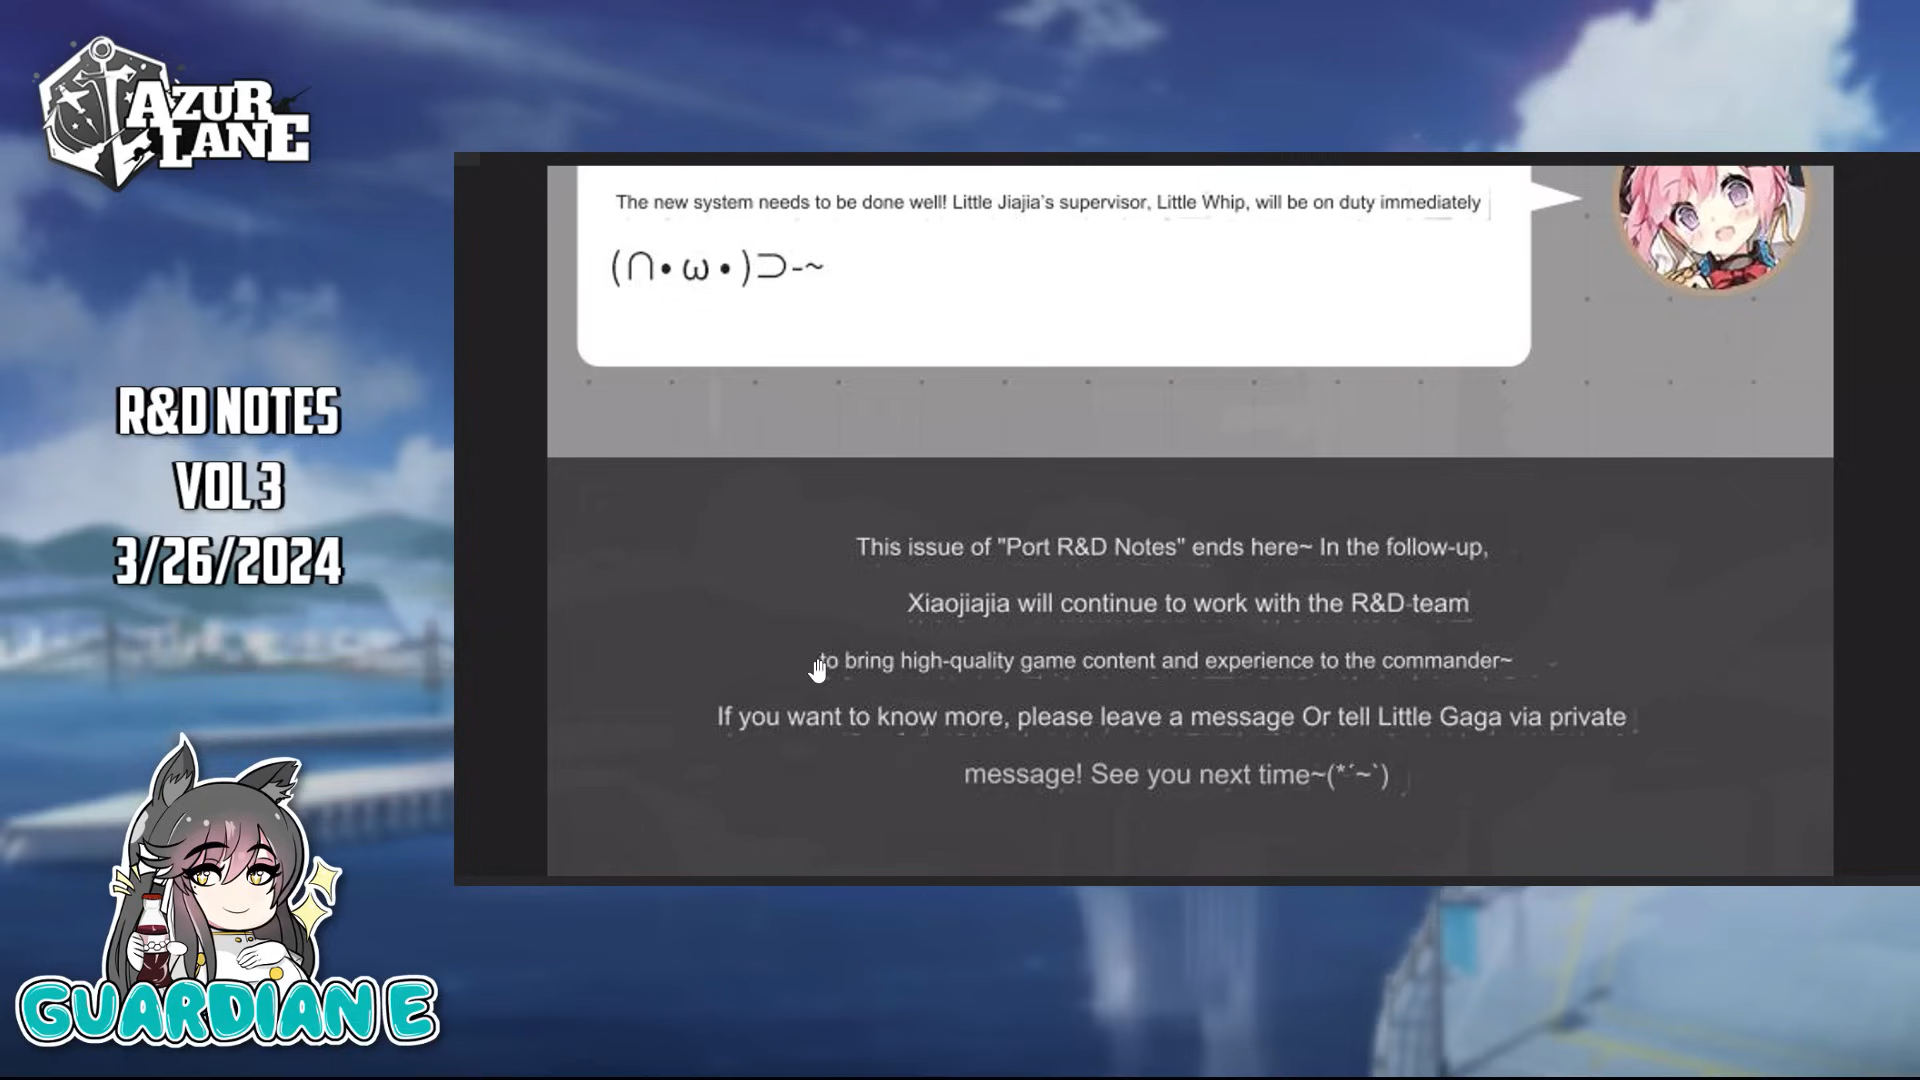 AZUR
LANE
R&D NOTES
VOL 3
3/26/2024
GUARDIAN E
The new system needs to be done well! Little Jiajia's supervisor, Little Whip, will be on duty immediately
(∩•ω•)⊃-~
This issue of "Port R&D Notes" ends here~ In the follow-up,
Xiaojiajia will continue to work with the R&D team
to bring high-quality game content and experience to the commander~
If you want to know more, please leave a message Or tell Little Gaga via private
message! See you next time~(*´~`)